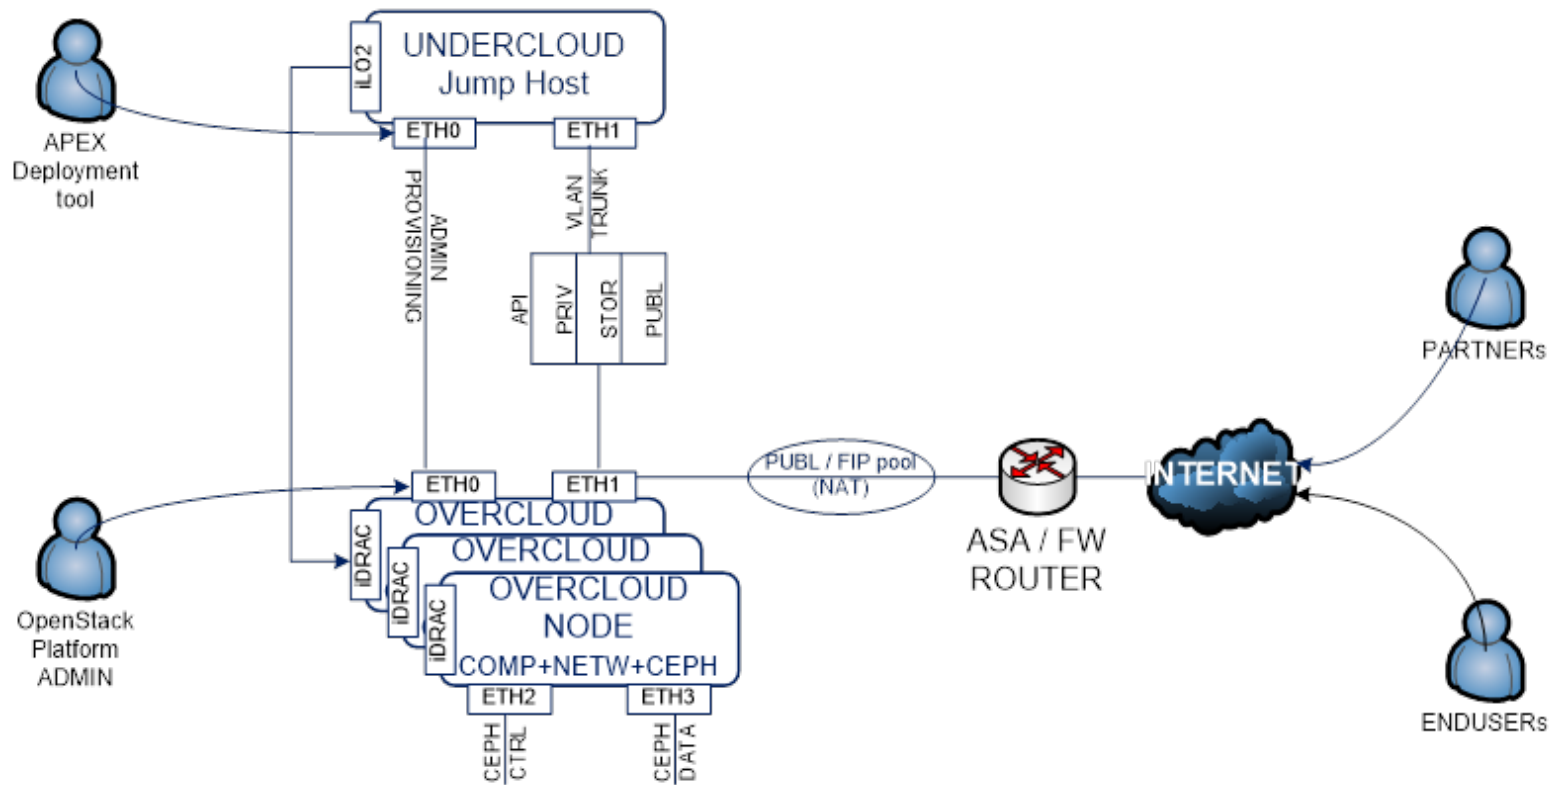 UNDERCLOUD
Jump Host
iLO2
ETH0
ETH1
APEX
Deployment
tool
PROVISIONING
ADMIN
VLAN
TRUNK
API
PRIV
STOR
PUBL
PARTNERs
PUBL / FIP pool
(NAT)
INTERNET
ASA / FW
ROUTER
ETH0
ETH1
OVERCLOUD
iDRAC
OVERCLOUD
iDRAC
OVERCLOUD
NODE
iDRAC
COMP+NETW+CEPH
OpenStack
Platform
ADMIN
ETH2
ETH3
CEPH
CTRL
CEPH
DATA
ENDUSERs